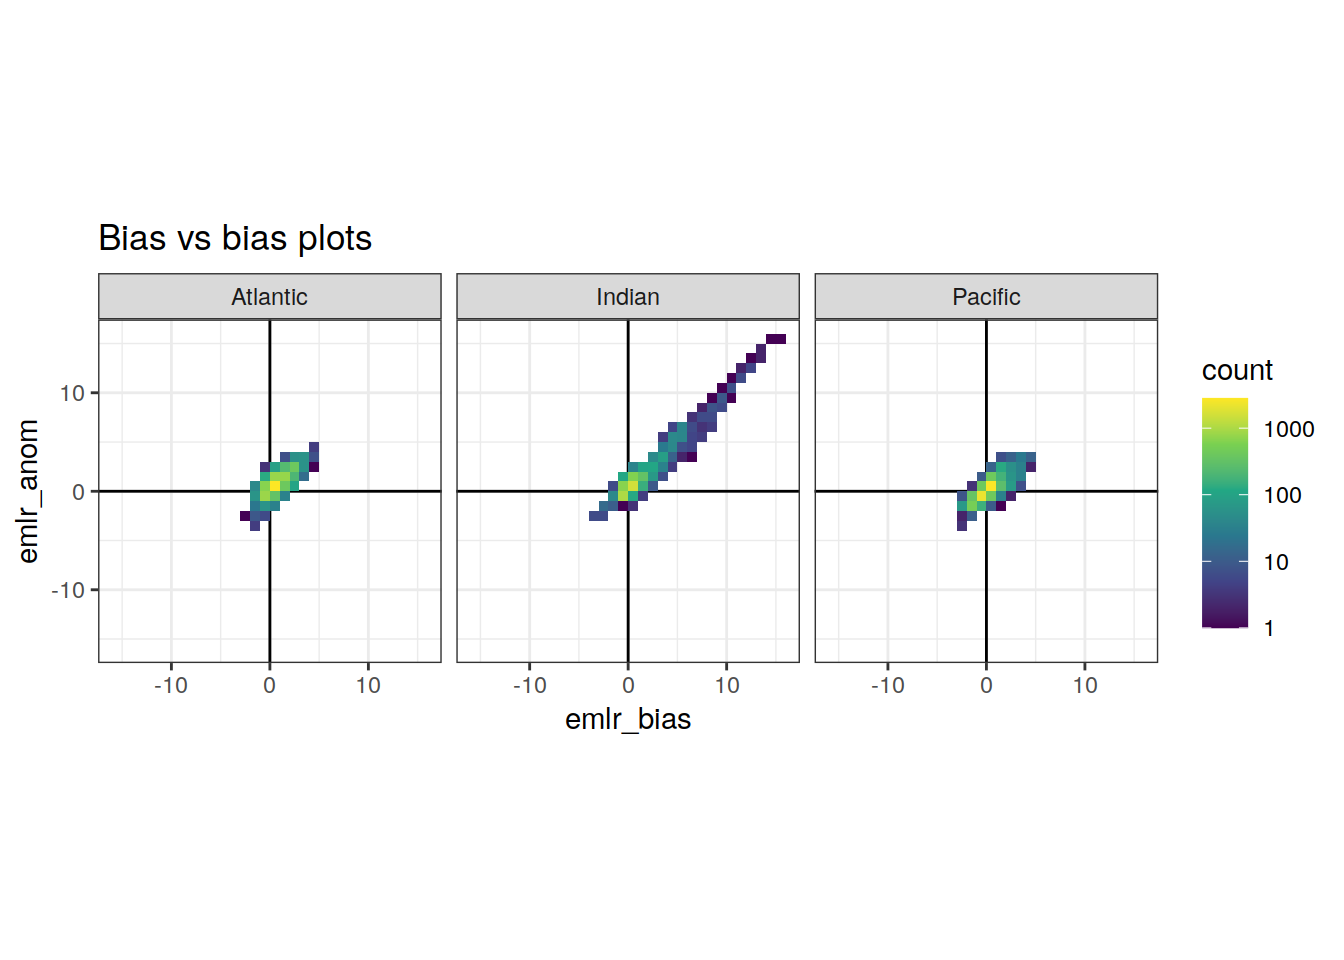 Bias vs bias plots
Atlantic Indian Pacific
count
10
0
-10
1000
100
10
1
-10 0 10 -10 0 10 -10 0 10
emlr_bias
emlr_anom